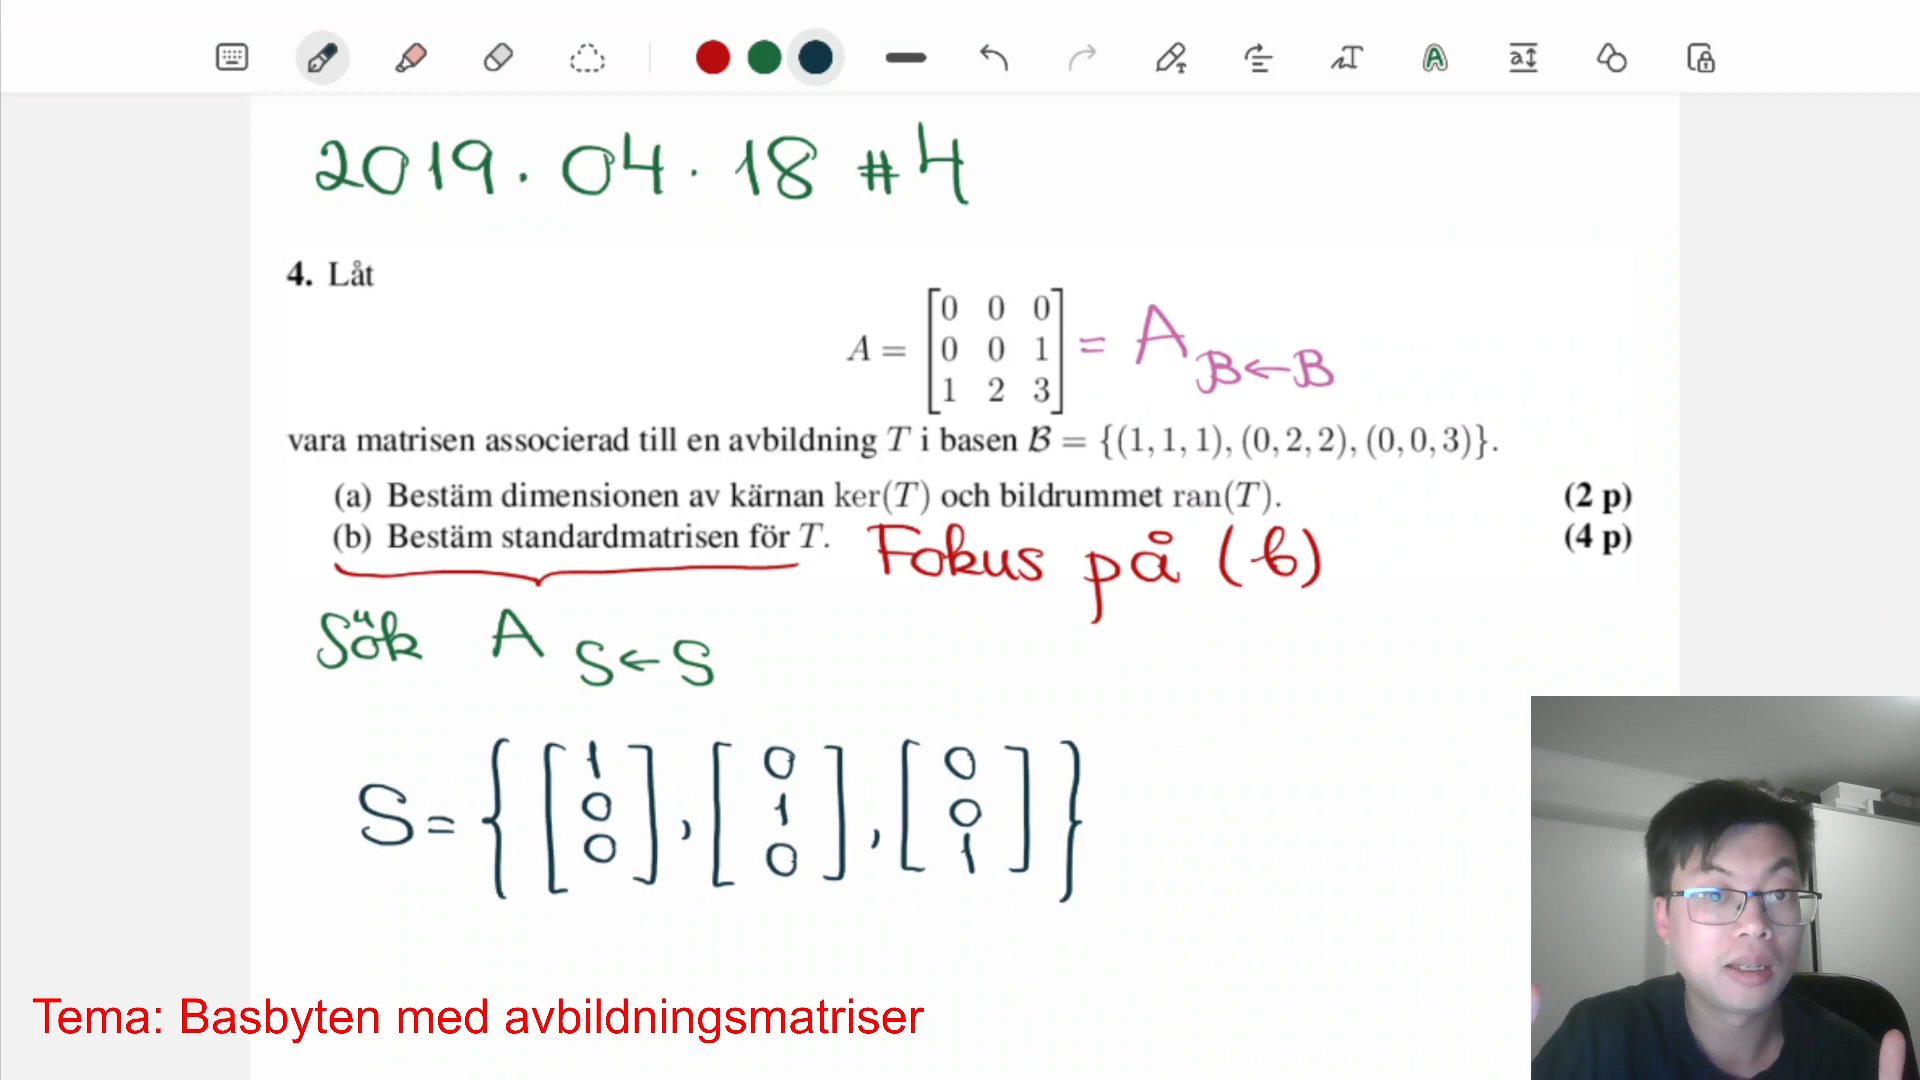 2019.04.18 #4
4. Låt
A = [0 0 0
0 0 1
1 2 3] = A B←B
vara matrisen associerad till en avbildning T i basen B = {(1, 1, 1), (0, 2, 2), (0, 0, 3)}.
(a) Bestäm dimensionen av kärnan ker(T) och bildrummet ran(T). (2 p)
(b) Bestäm standardmatrisen för T. (4 p)
Fokus på (b)
Sök A S←S
S = { [1 0 0], [0 1 0], [0 0 1] }
Tema: Basbyten med avbildningsmatriser